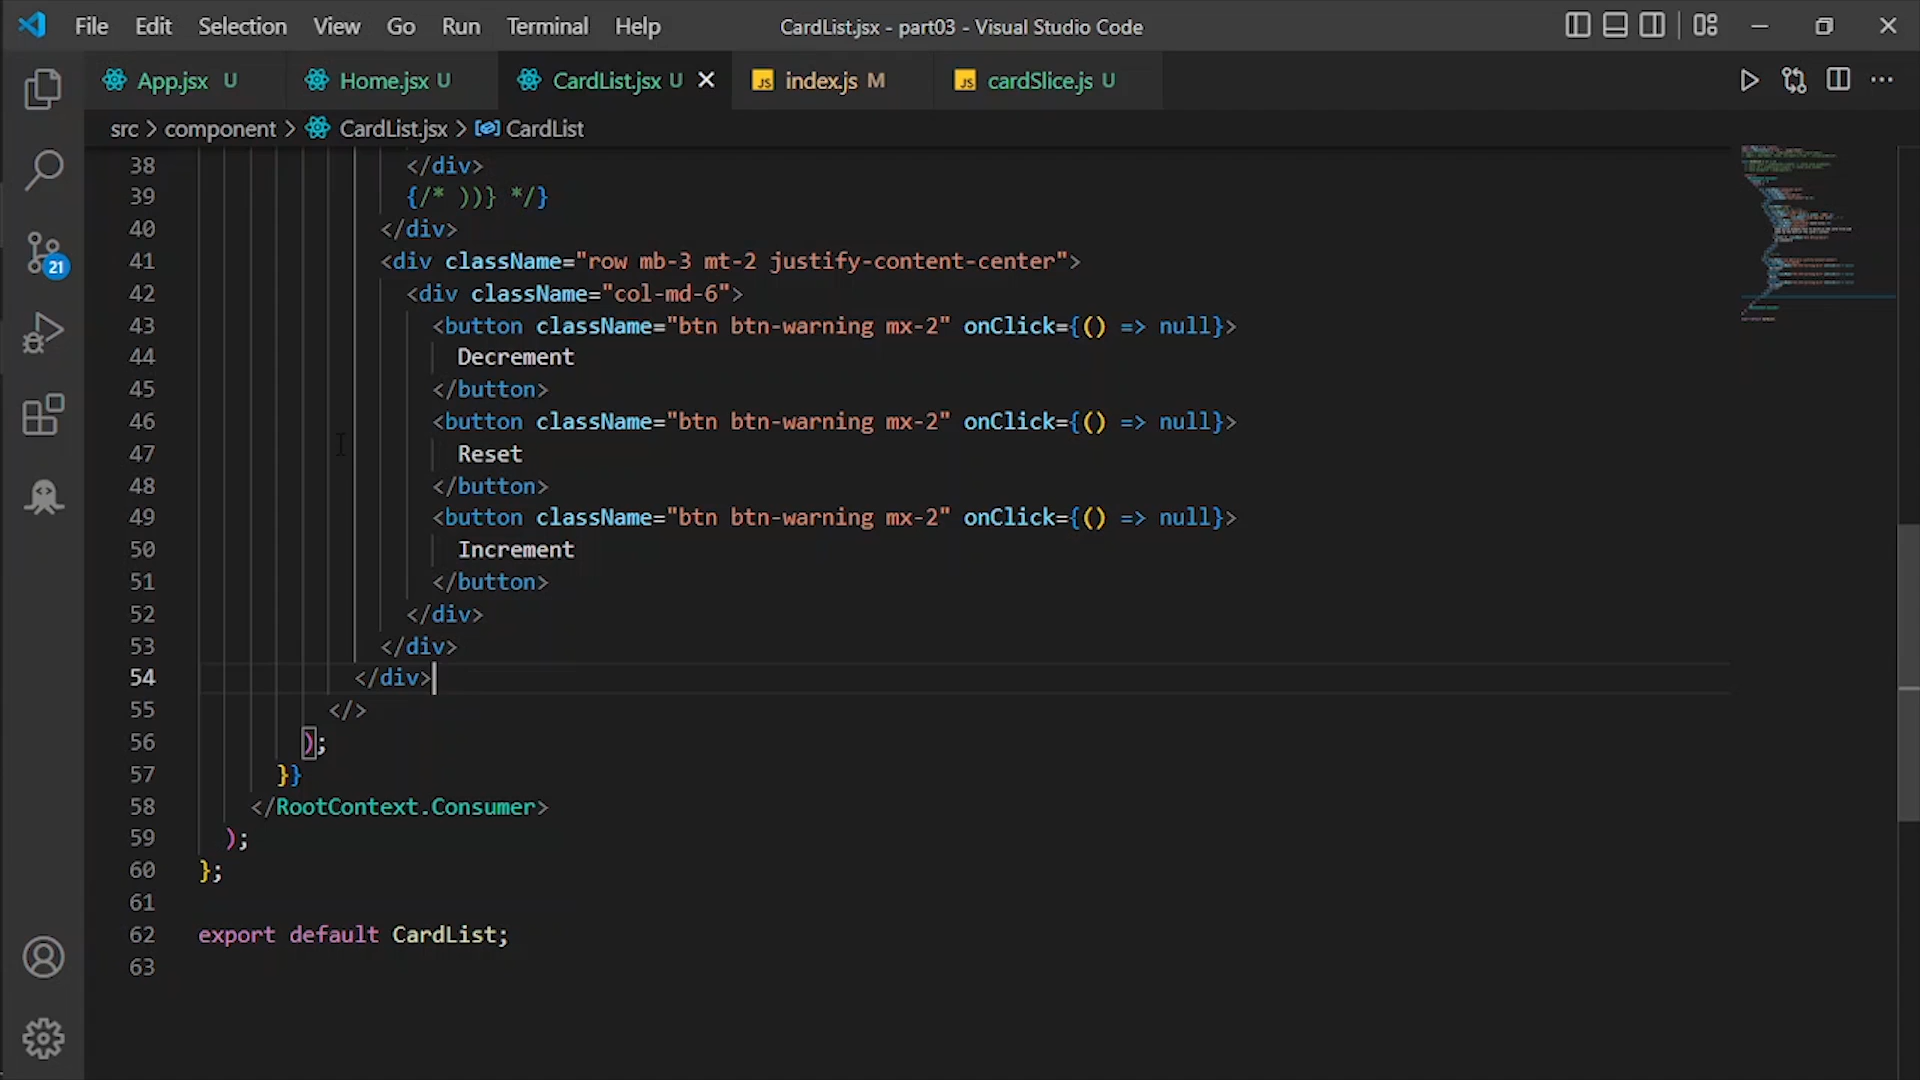 File Edit Selection View Go Run Terminal Help CardList.jsx - part03 - Visual Studio Code
App.jsx U Home.jsx U CardList.jsx U JS index.js M JS cardSlice.js U
src > component > CardList.jsx > CardList
38 </div>
39 {/* ))} */}
40 </div>
41 <div className="row mb-3 mt-2 justify-content-center">
42 <div className="col-md-6">
43 <button className="btn btn-warning mx-2" onClick={() => null}>
44 Decrement
45 </button>
46 <button className="btn btn-warning mx-2" onClick={() => null}>
47 Reset
48 </button>
49 <button className="btn btn-warning mx-2" onClick={() => null}>
50 Increment
51 </button>
52 </div>
53 </div>
54 </div>
55 </>
56 );
57 }}
58 </RootContext.Consumer>
59 );
60 };
61
62 export default CardList;
63
21